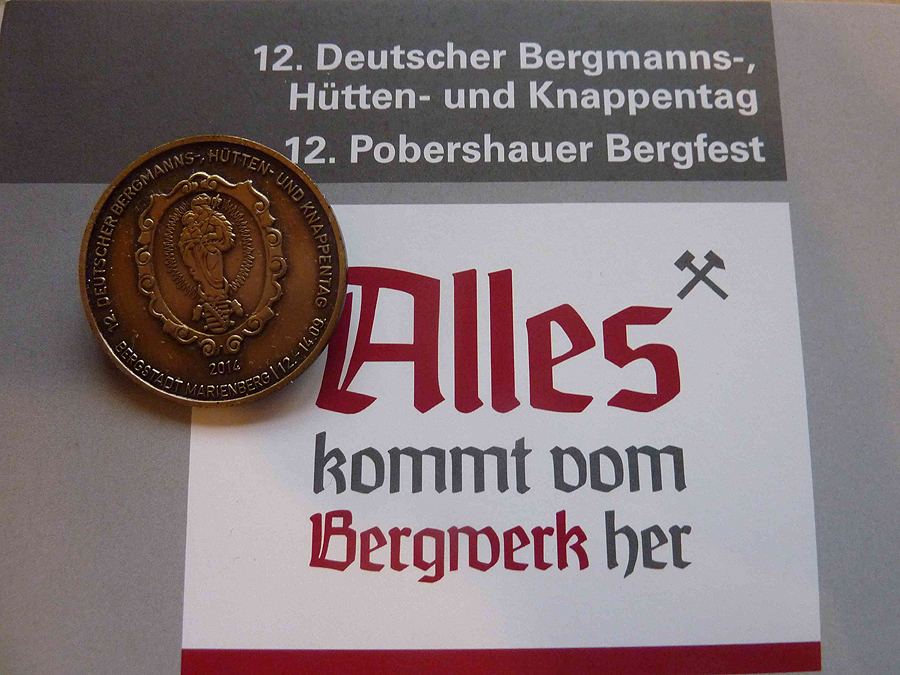 12. Deutscher Bergmanns-,
Hütten- und Knappentag
12. Pobershauer Bergfest
12. DEUTSCHER BERGMANNS-, HÜTTEN- UND KNAPPENTAG
2014
BERGSTADT MARIENBERG | 12.-14.09
Alles
kommt vom
Bergwerk her